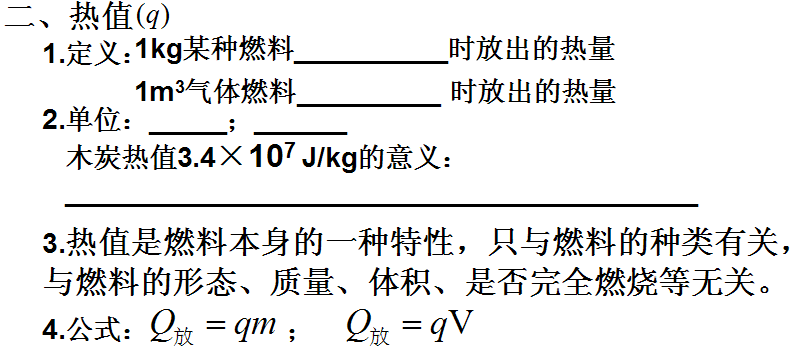 二、热值(q)
1.定义：1kg某种燃料__________时放出的热量
1m³气体燃料__________ 时放出的热量
2.单位：_____；______
木炭热值3.4×10⁷ J/kg的意义：
__________________________________________
3.热值是燃料本身的一种特性，只与燃料的种类有关，
与燃料的形态、质量、体积、是否完全燃烧等无关。
4.公式：Q放 = qm ； Q放 = qV